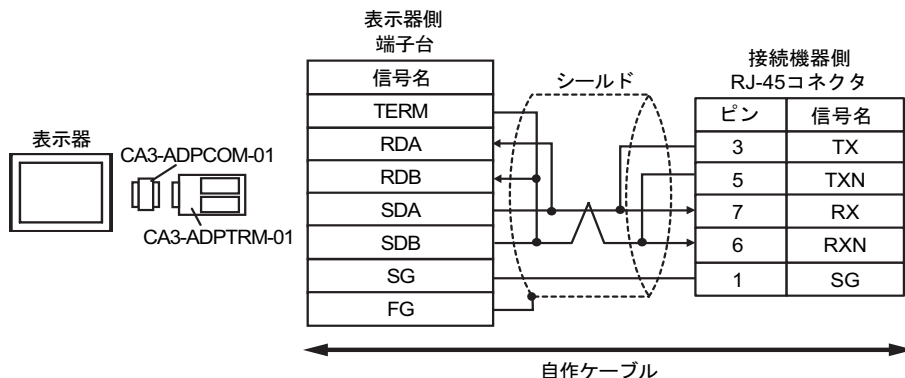 表示器側
端子台
信号名
TERM
RDA
RDB
SDA
SDB
SG
FG
シールド
接続機器側
RJ-45コネクタ
ピン 信号名
3 TX
5 TXN
7 RX
6 RXN
1 SG
表示器
CA3-ADPCOM-01
CA3-ADPTRM-01
自作ケーブル